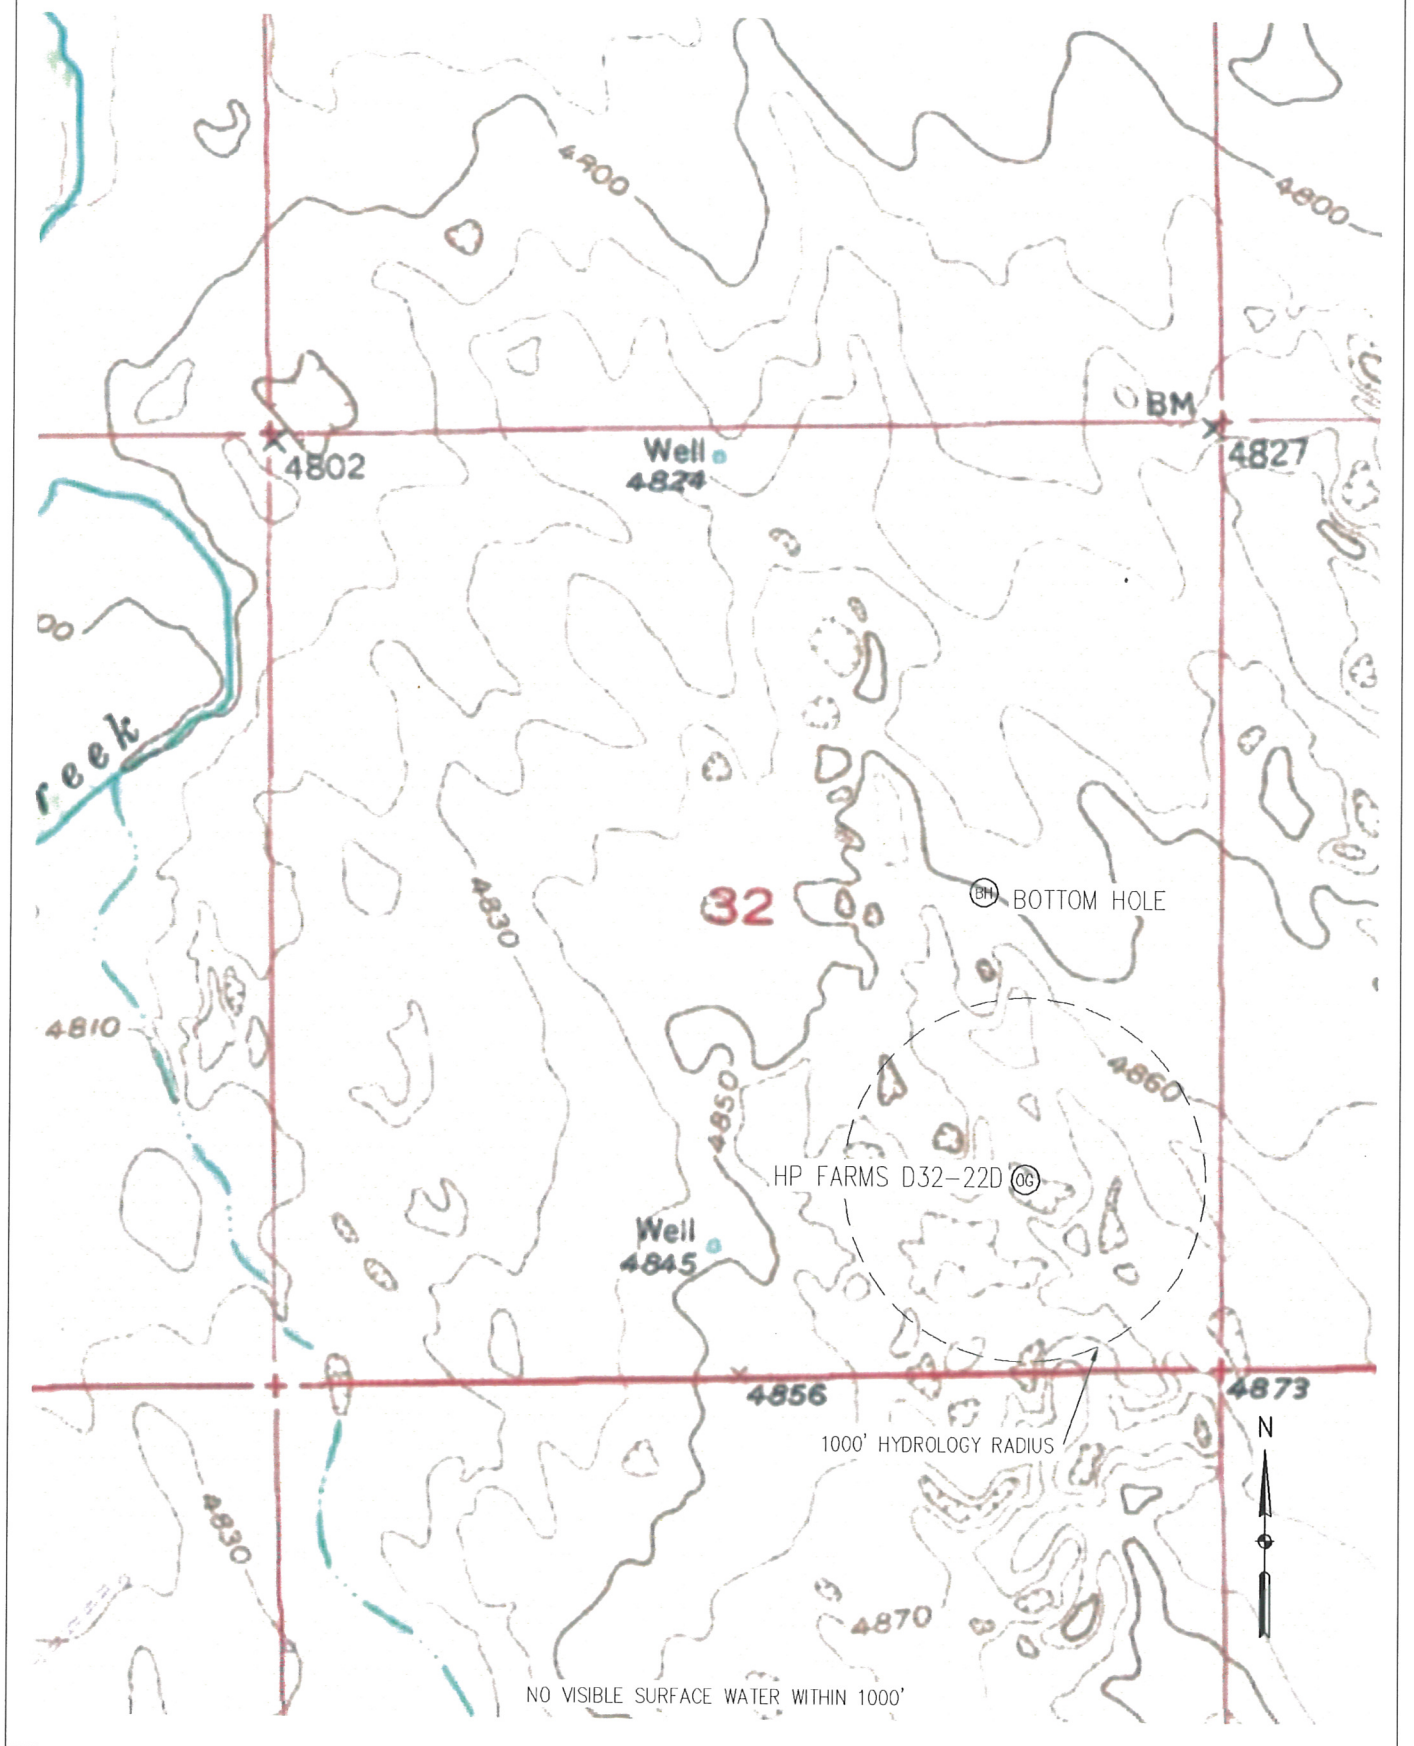 4800
4800
BM
4802
Well
4824
4827
00
reek
4830
32
BH BOTTOM HOLE
4810
4860
4850
HP FARMS D32-22D OG
Well
4845
4856
4873
1000' HYDROLOGY RADIUS
N
4830
4870
NO VISIBLE SURFACE WATER WITHIN 1000'